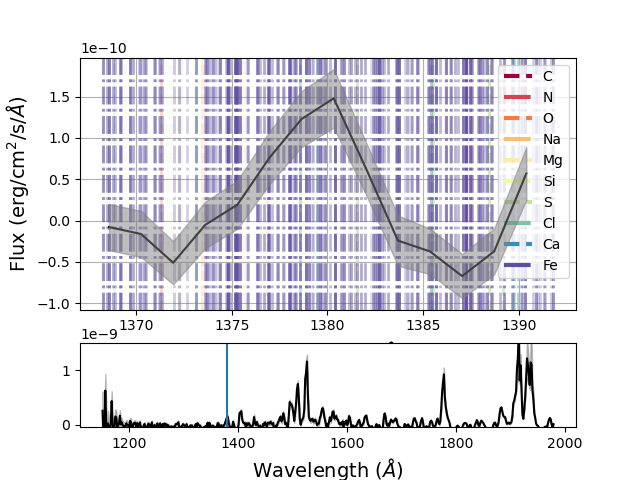 1e−10
Flux (erg/cm²/s/Å)
1.5
1.0
0.5
0.0
−0.5
−1.0
C
N
O
Na
Mg
Si
S
Cl
Ca
Fe
1370 1375 1380 1385 1390
1e−9
1
0
1200 1400 1600 1800 2000
Wavelength (Å)